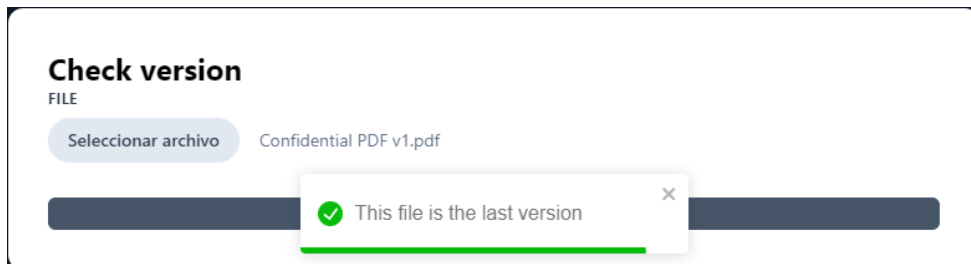 Check version
FILE
Seleccionar archivo Confidential PDF v1.pdf
This file is the last version